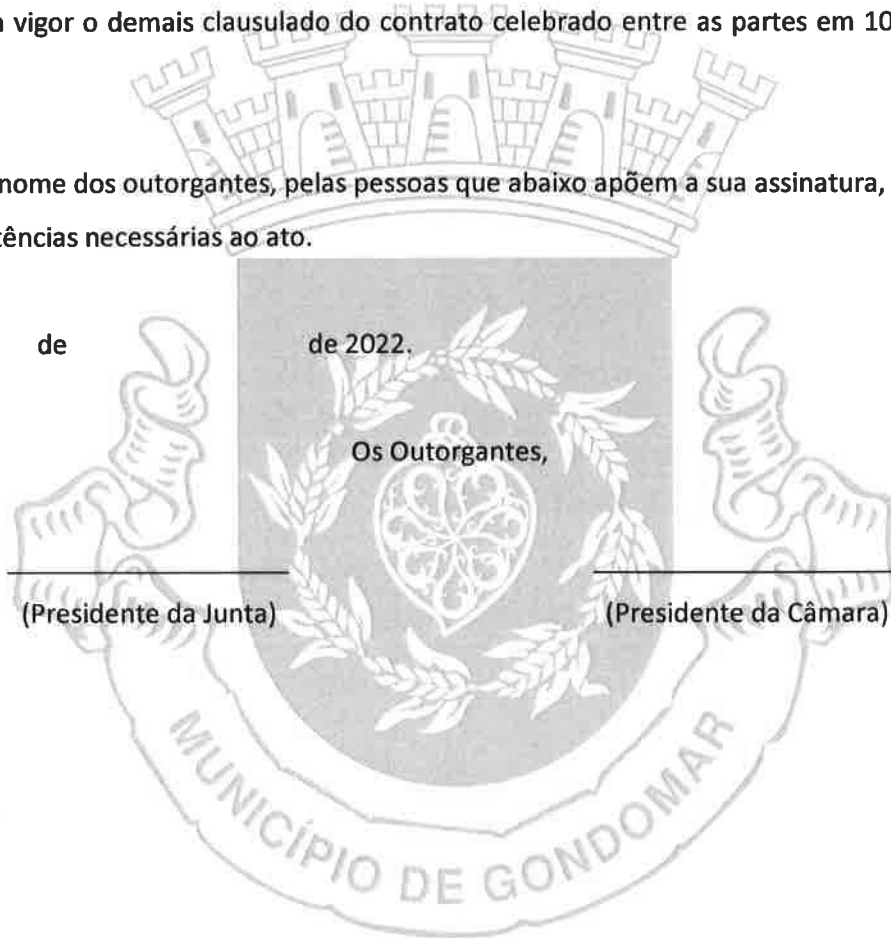 vigor o demais clausulado do contrato celebrado entre as partes em 10
nome dos outorgantes, pelas pessoas que abaixo apõem a sua assinatura,
tências necessárias ao ato.
de de 2022.
Os Outorgantes,
(Presidente da Junta) (Presidente da Câmara)
MUNICÍPIO DE GONDOMAR